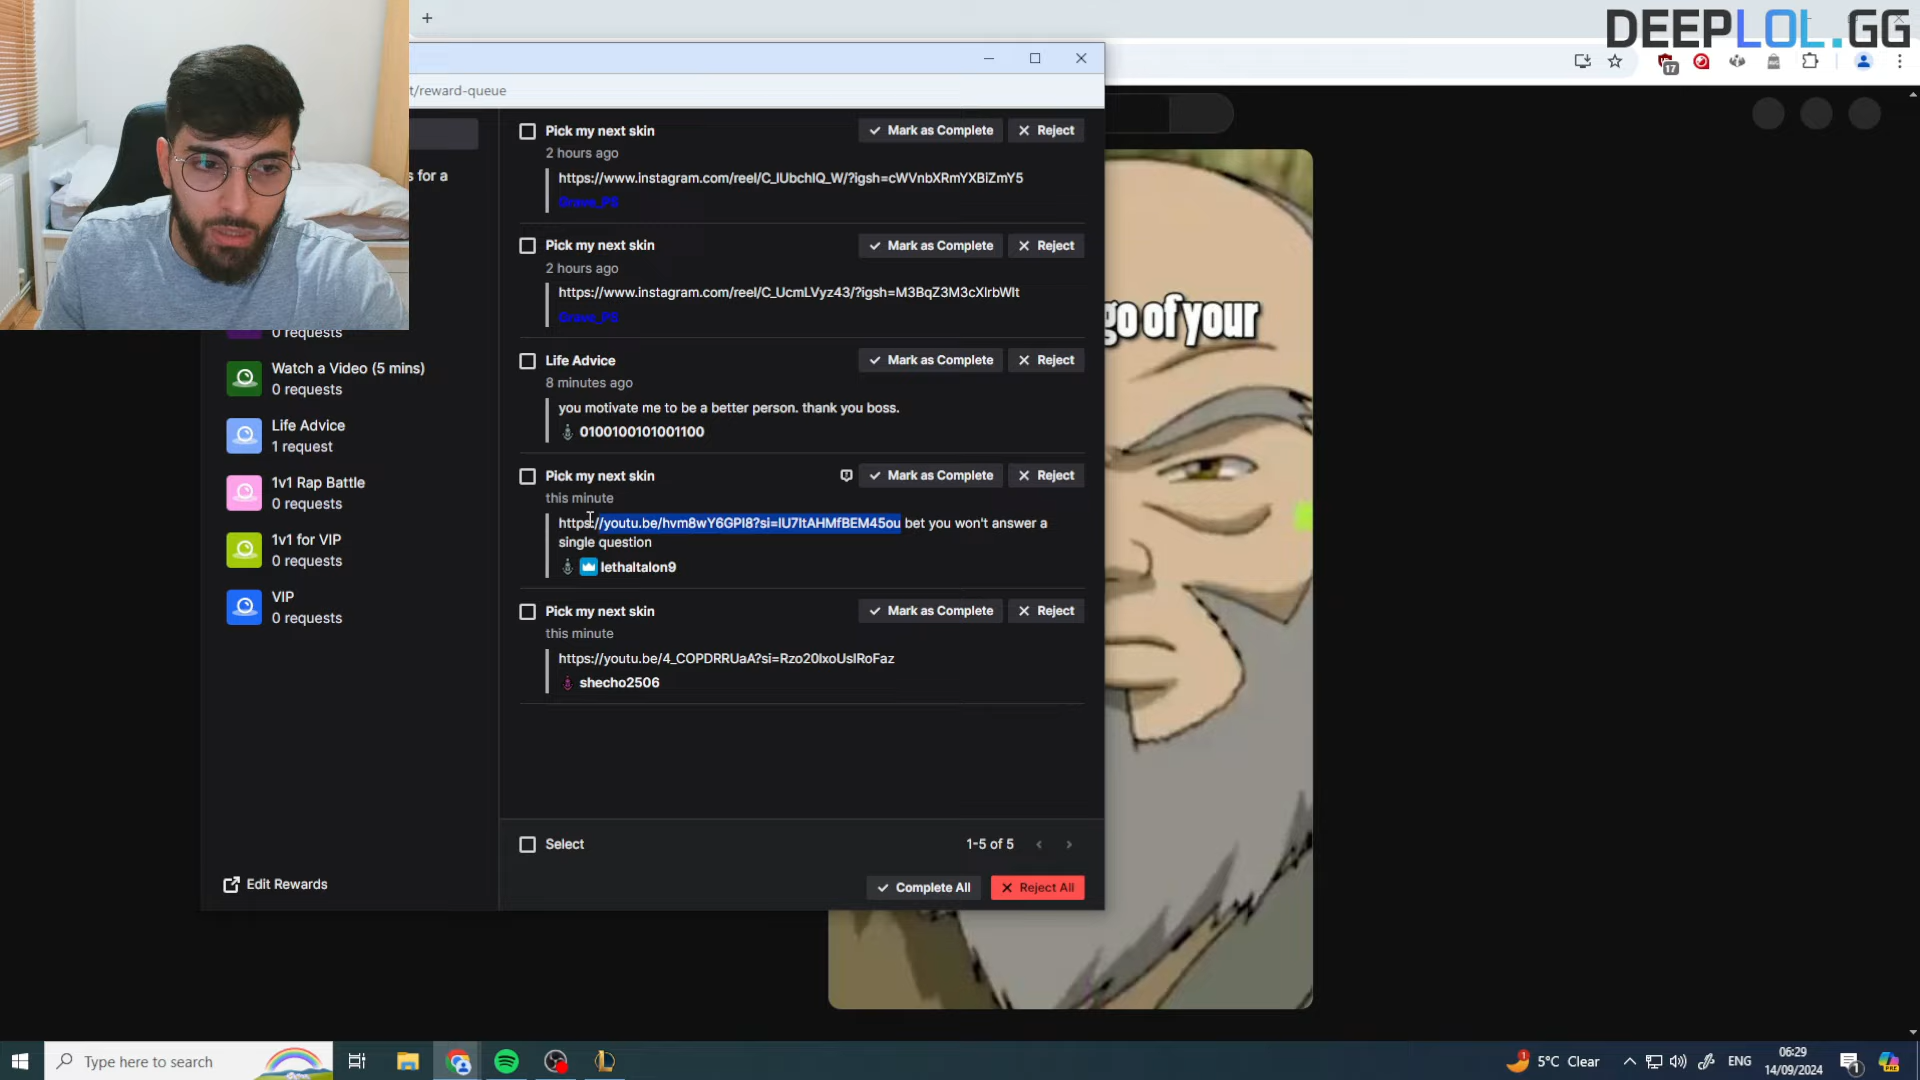 DEEPLOL.GG
t/reward-queue
17
s for a
0 requests
Watch a Video (5 mins)
0 requests
Life Advice
1 request
1v1 Rap Battle
0 requests
1v1 for VIP
0 requests
VIP
0 requests
Edit Rewards
Pick my next skin
Mark as Complete
Reject
2 hours ago
https://www.instagram.com/reel/C_IUbchIQ_W/?igsh=cWVnbXRmYXBiZmY5
Pick my next skin
Mark as Complete
Reject
2 hours ago
https://www.instagram.com/reel/C_UcmLVyz43/?igsh=M3BqZ3M3cXIrbWIt
Life Advice
Mark as Complete
Reject
8 minutes ago
you motivate me to be a better person. thank you boss.
0100100101001100
Pick my next skin
Mark as Complete
Reject
this minute
https://youtu.be/hvm8wY6GPI8?si=IU7ItAHMfBEM45ou bet you won't answer a
single question
lethaltalon9
Pick my next skin
Mark as Complete
Reject
this minute
https://youtu.be/4_COPDRRUaA?si=Rzo20IxoUsIRoFaz
shecho2506
Select
1-5 of 5
Complete All
Reject All
go of your
Type here to search
1
5°C Clear
ENG
06:29
14/09/2024
1